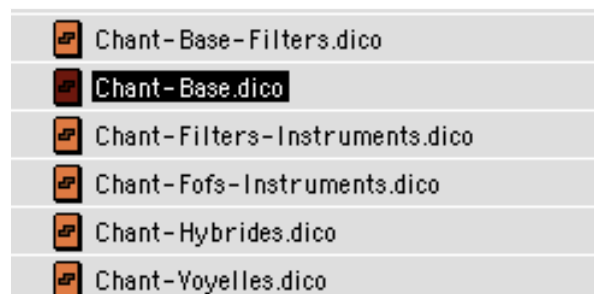 Chant-Base-Filters.dico
Chant-Base.dico
Chant-Filters-Instruments.dico
Chant-Fofs-Instruments.dico
Chant-Hybrides.dico
Chant-Voyelles.dico